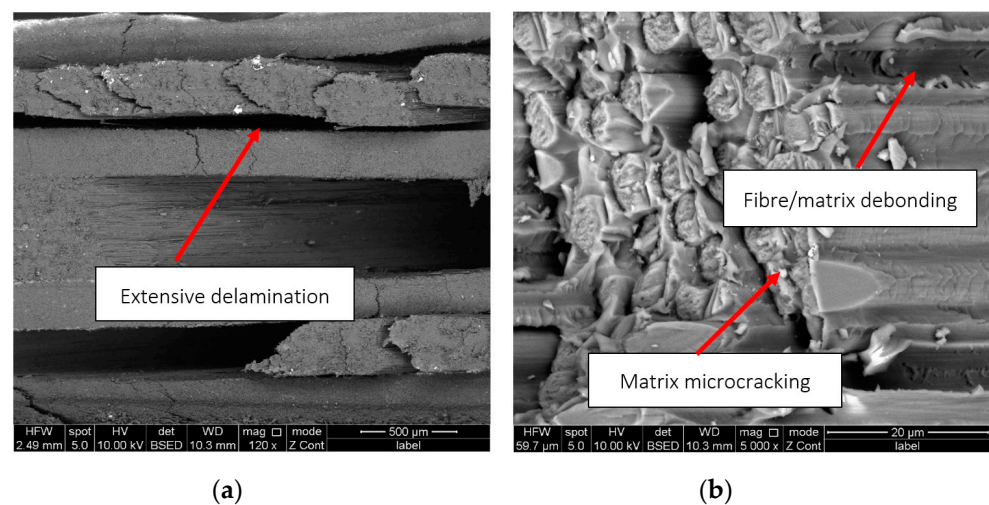 Extensive delamination
HFW spot HV det WD mag □ mode 500 µm
2.49 mm 5.0 10.00 kV BSED 10.3 mm 120 x Z Cont label
(a)
Fibre/matrix debonding
Matrix microcracking
HFW spot HV det WD mag □ mode 20 µm
59.7 µm 5.0 10.00 kV BSED 10.3 mm 5 000 x Z Cont label
(b)